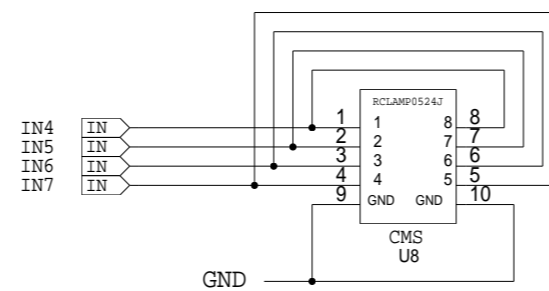 RCLAMP0524J
1 1 8 8
IN4 IN
2 2 7 7
IN5 IN
3 3 6 6
IN6 IN
4 4 5 5
IN7 IN
9 GND GND 10
CMS
U8
GND